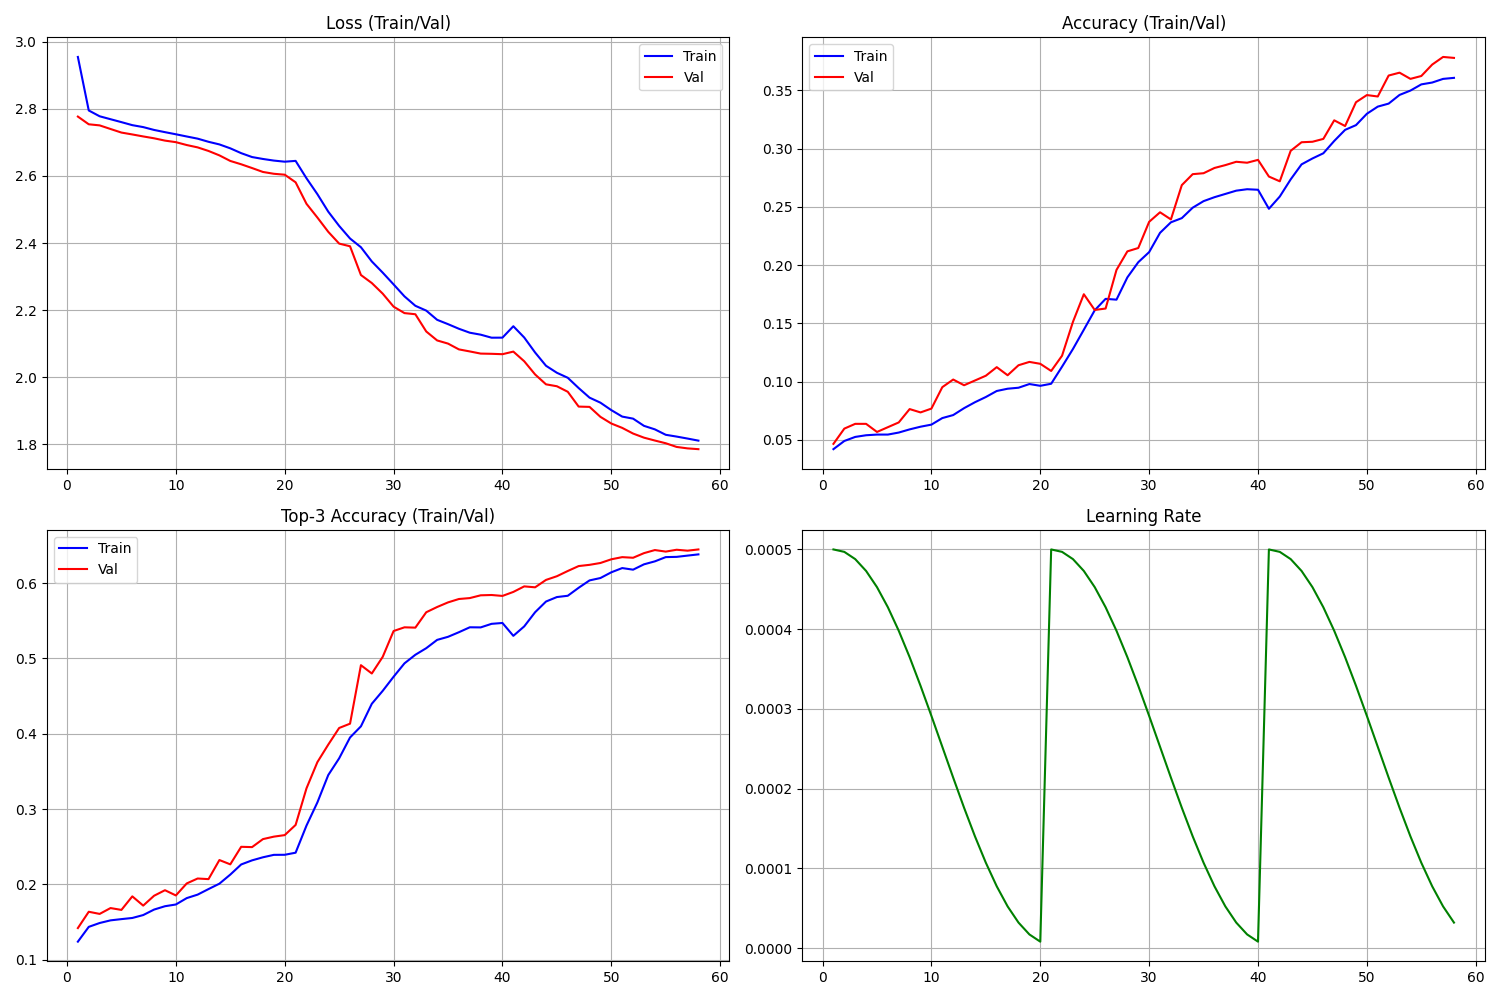 Loss (Train/Val)
3.0
2.8
2.6
2.4
2.2
2.0
1.8
0 10 20 30 40 50 60
Train
Val
Accuracy (Train/Val)
0.35
0.30
0.25
0.20
0.15
0.10
0.05
0 10 20 30 40 50 60
Train
Val
Top-3 Accuracy (Train/Val)
0.6
0.5
0.4
0.3
0.2
0.1
0 10 20 30 40 50 60
Train
Val
Learning Rate
0.0005
0.0004
0.0003
0.0002
0.0001
0.0000
0 10 20 30 40 50 60